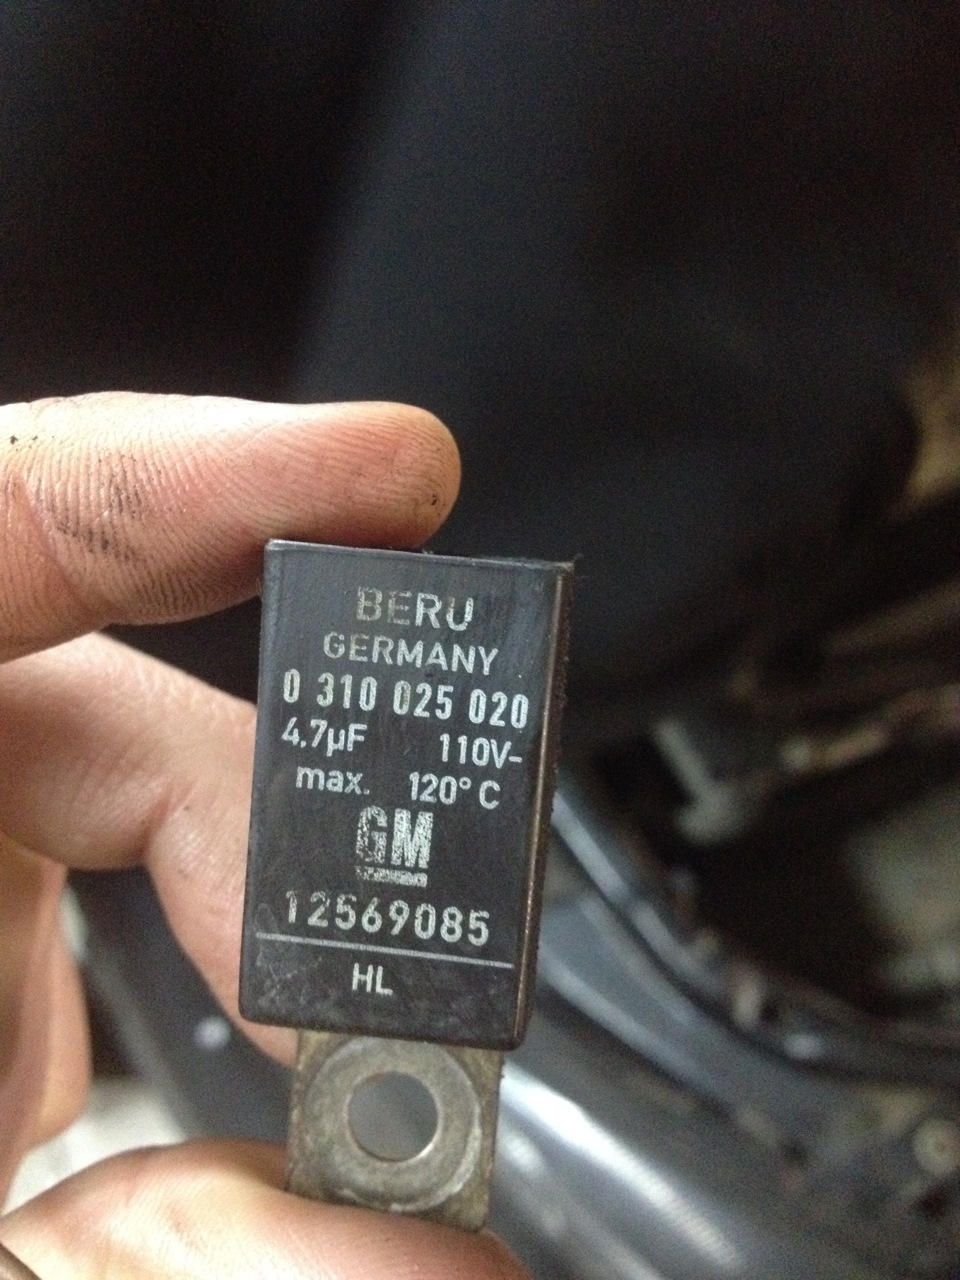 BERU
GERMANY
0 310 025 020
4.7µF 110V-
max. 120° C
GM
12569085
HL